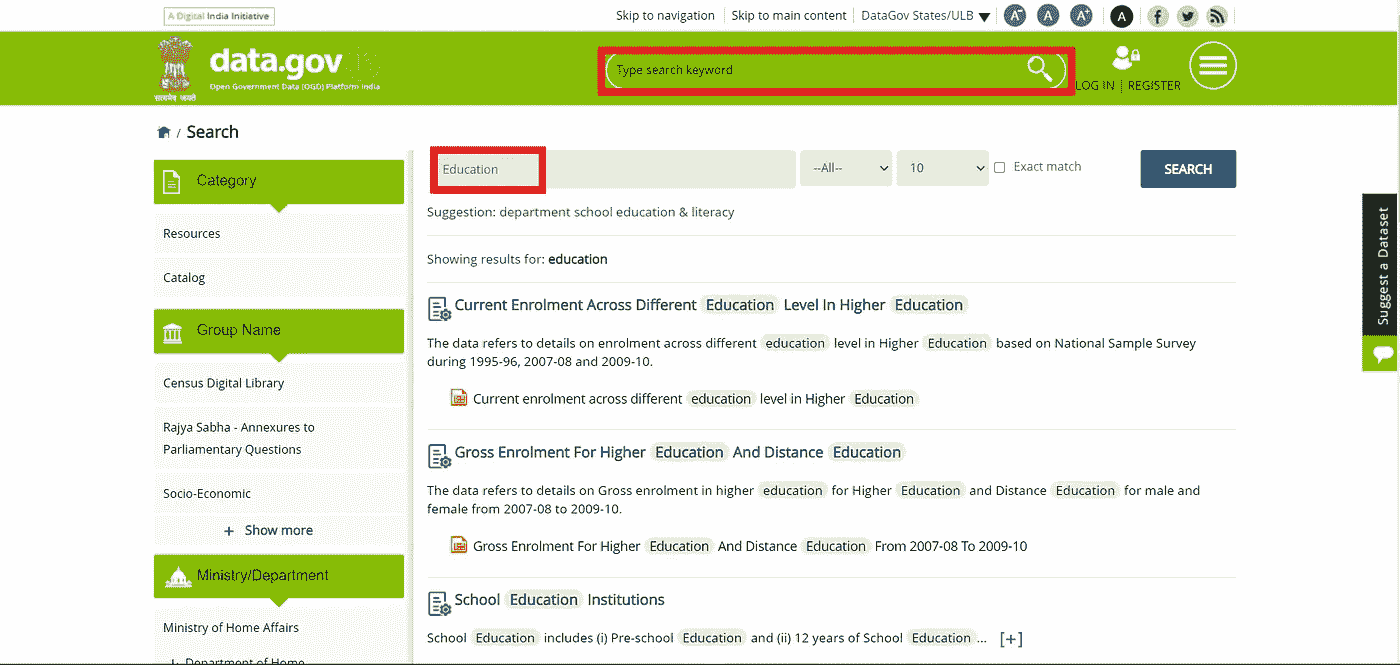 A Digital India Initiative
Skip to navigation
Skip to main content
DataGov States/ULB
A-
A
A+
A
सत्यमेव जयते
data.gov
Open Government Data (OGD) Platform India
Type search keyword
LOG IN
REGISTER
/ Search
Category
Resources
Catalog
Group Name
Census Digital Library
Rajya Sabha - Annexures to
Parliamentary Questions
Socio-Economic
+ Show more
Ministry/Department
Ministry of Home Affairs
Department of Home
Education
--All--
10
Exact match
SEARCH
Suggestion: department school education & literacy
Showing results for: education
Current Enrolment Across Different Education Level In Higher Education
The data refers to details on enrolment across different education level in Higher Education based on National Sample Survey
during 1995-96, 2007-08 and 2009-10.
Current enrolment across different education level in Higher Education
Gross Enrolment For Higher Education And Distance Education
The data refers to details on Gross enrolment in higher education for Higher Education and Distance Education for male and
female from 2007-08 to 2009-10.
Gross Enrolment For Higher Education And Distance Education From 2007-08 To 2009-10
School Education Institutions
School Education includes (i) Pre-school Education and (ii) 12 years of School Education ... [+]
Suggest a Dataset